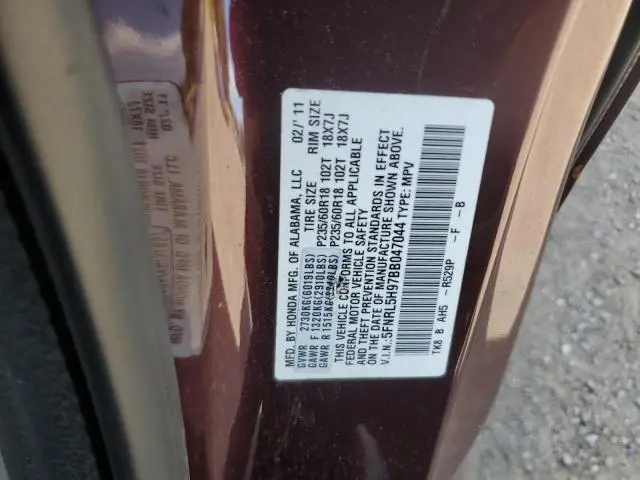 MFD. BY HONDA MFG. OF ALABAMA, LLC 02/'11
TIRE SIZE RIM SIZE
GVWR 2730KG(6018LBS)
GAWR F 1320KG(2910LBS) P235/60R18 102T 18X7J
GAWR R 1515KG( LBS) P235/60R18 102T 18X7J
THIS VEHICLE CONFORMS TO ALL APPLICABLE
FEDERAL MOTOR VEHICLE SAFETY
AND THEFT PREVENTION STANDARDS IN EFFECT
ON THE DATE OF MANUFACTURE SHOWN ABOVE.
V.I.N.:5FNRL5H97BB047044 TYPE: MPV
TK8 B AH5 -R529P -F -B